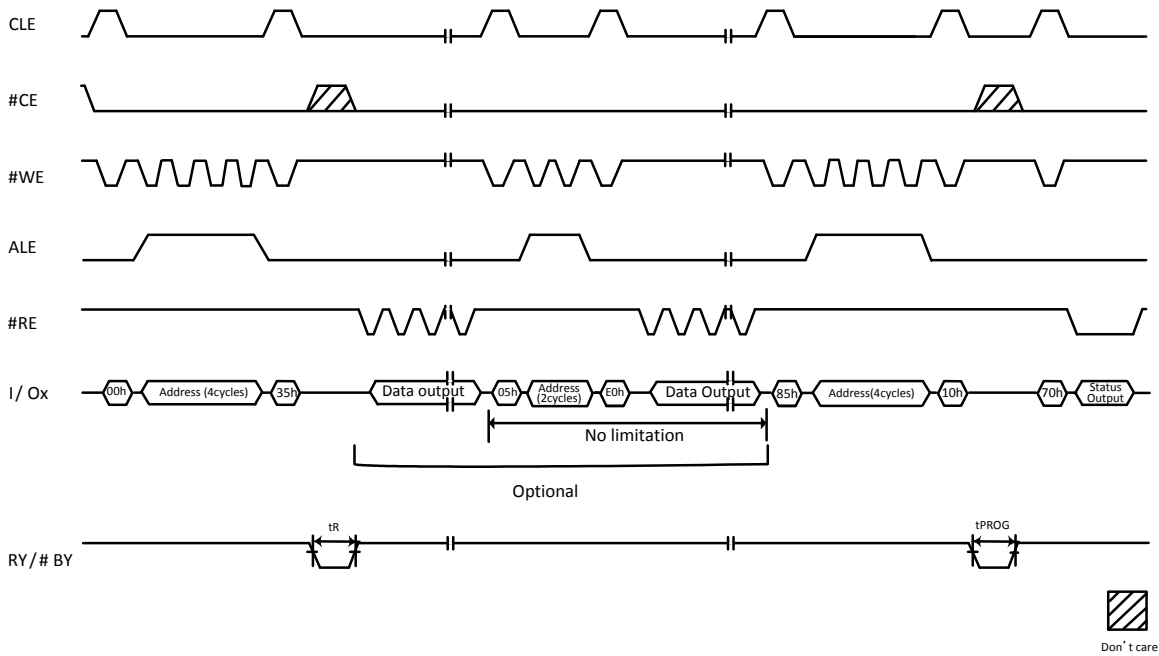 CLE
#CE
#WE
ALE
#RE
I/Ox 00h Address (4cycles) 35h Data output 05h Address (2cycles) E0h Data Output 85h Address(4cycles) 10h 70h Status Output
No limitation
Optional
tR tPROG
RY/# BY
Don't care